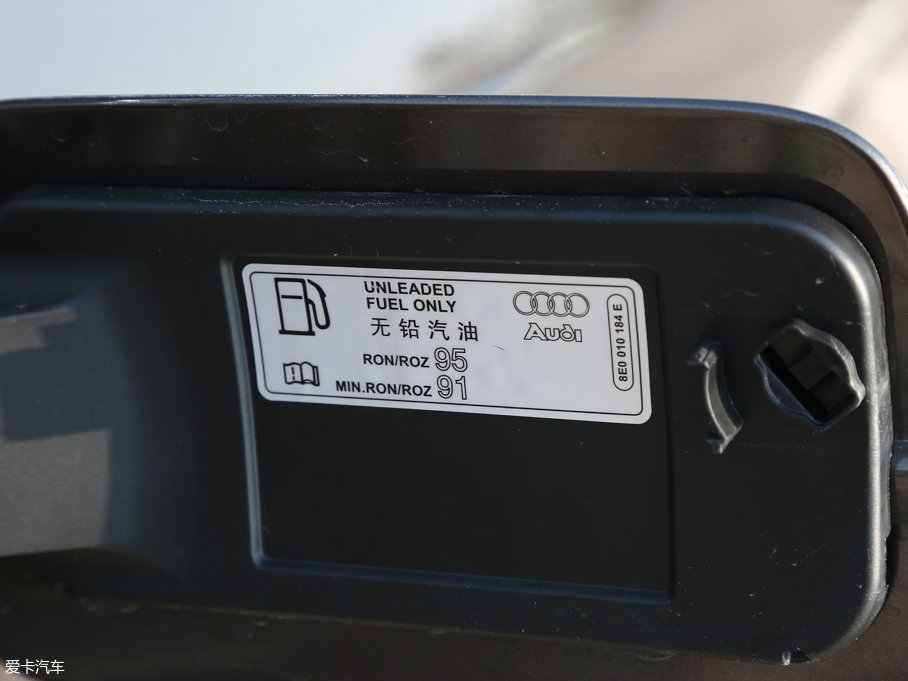 UNLEADED
FUEL ONLY
无铅汽油
RON/ROZ 95
MIN.RON/ROZ 91
Audi
8E0 010 184 E
爱卡汽车